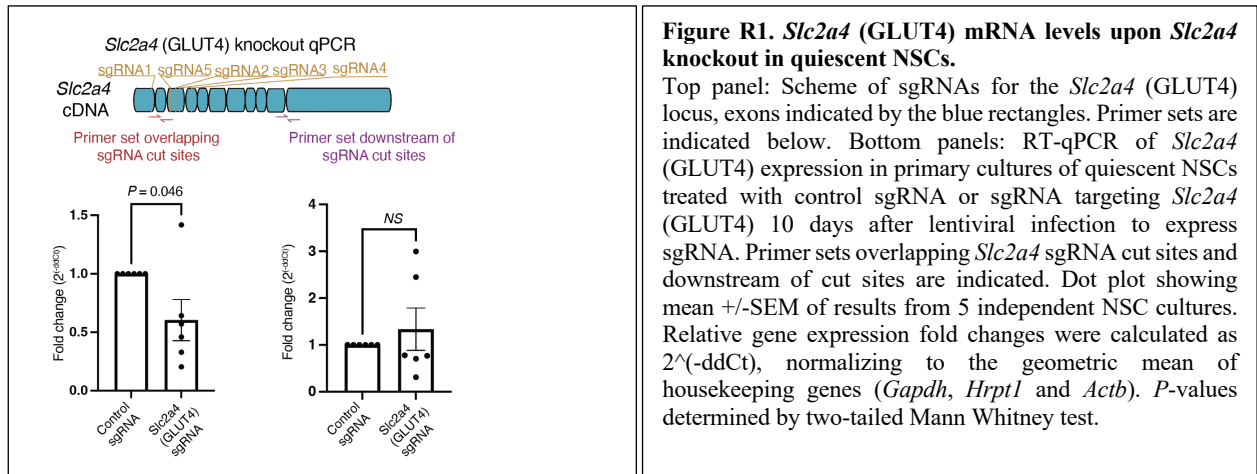 Slc2a4 (GLUT4) knockout qPCR
sgRNA1 sgRNA5 sgRNA2 sgRNA3 sgRNA4
Slc2a4
cDNA
Primer set overlapping
sgRNA cut sites
Primer set downstream of
sgRNA cut sites
P = 0.046
1.5
1.0
0.5
0.0
Fold change (2^(-ddCt))
Control
sgRNA
Slc2a4
(GLUT4)
sgRNA
NS
4
3
2
1
0
Fold change (2^(-ddCt))
Control
sgRNA
Slc2a4
(GLUT4)
sgRNA
Figure R1. Slc2a4 (GLUT4) mRNA levels upon Slc2a4
knockout in quiescent NSCs.
Top panel: Scheme of sgRNAs for the Slc2a4 (GLUT4)
locus, exons indicated by the blue rectangles. Primer sets are
indicated below. Bottom panels: RT-qPCR of Slc2a4
(GLUT4) expression in primary cultures of quiescent NSCs
treated with control sgRNA or sgRNA targeting Slc2a4
(GLUT4) 10 days after lentiviral infection to express
sgRNA. Primer sets overlapping Slc2a4 sgRNA cut sites and
downstream of cut sites are indicated. Dot plot showing
mean +/-SEM of results from 5 independent NSC cultures.
Relative gene expression fold changes were calculated as
2^(-ddCt), normalizing to the geometric mean of
housekeeping genes (Gapdh, Hrpt1 and Actb). P-values
determined by two-tailed Mann Whitney test.